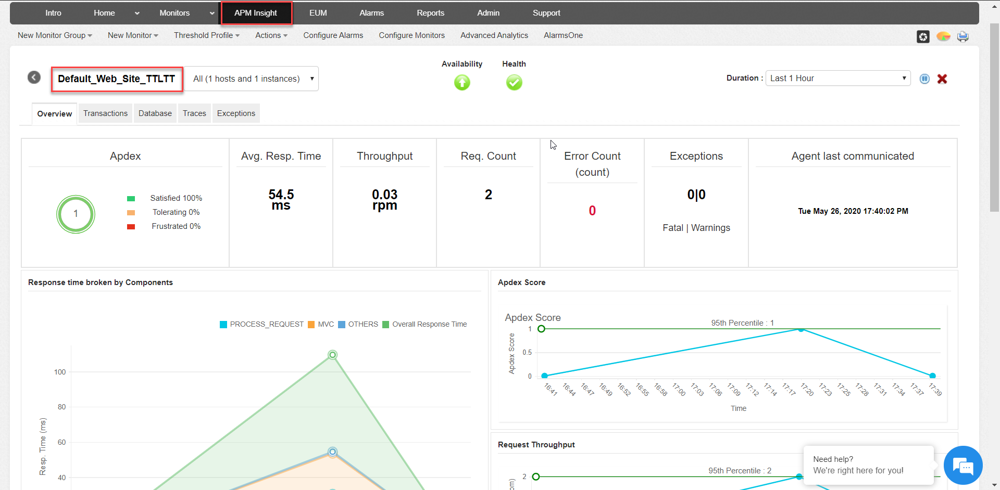 Intro Home Monitors APM Insight EUM Alarms Reports Admin Support
New Monitor Group New Monitor Threshold Profile Actions Configure Alarms Configure Monitors Advanced Analytics AlarmsOne
Default_Web_Site_TTLTT
All (1 hosts and 1 instances)
Availability
Health
Duration :
Last 1 Hour
Overview Transactions Database Traces Exceptions
Apdex
1
Satisfied 100%
Tolerating 0%
Frustrated 0%
Avg. Resp. Time
54.5
ms
Throughput
0.03
rpm
Req. Count
2
Error Count
(count)
0
Exceptions
0|0
Fatal | Warnings
Agent last communicated
Tue May 26, 2020 17:40:02 PM
Response time broken by Components
PROCESS_REQUEST MVC OTHERS Overall Response Time
Resp. Time (ms)
100
80
60
40
Apdex Score
Apdex Score
95th Percentile : 1
Apdex Score
1
0.5
0
16:41 16:44 16:47 16:49 16:52 16:55 16:58 17:00 17:03 17:06 17:09 17:12 17:14 17:17 17:20 17:23 17:25 17:28 17:31 17:34 17:37 17:39
Time
Request Throughput
95th Percentile : 2
2
Need help?
We're right here for you!